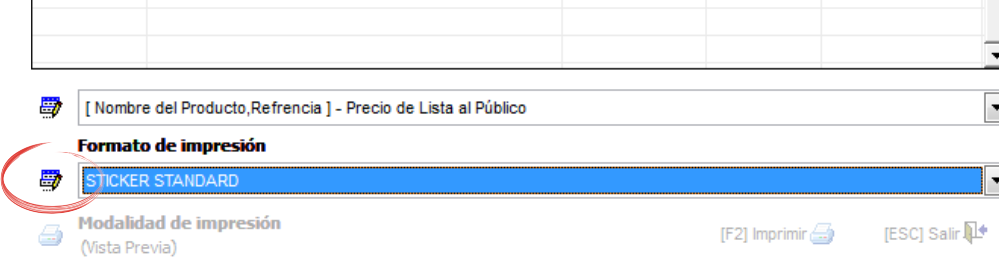 [ Nombre del Producto,Refrencia ] - Precio de Lista al Público
Formato de impresión
STICKER STANDARD
Modalidad de impresión
(Vista Previa)
[F2] Imprimir
[ESC] Salir